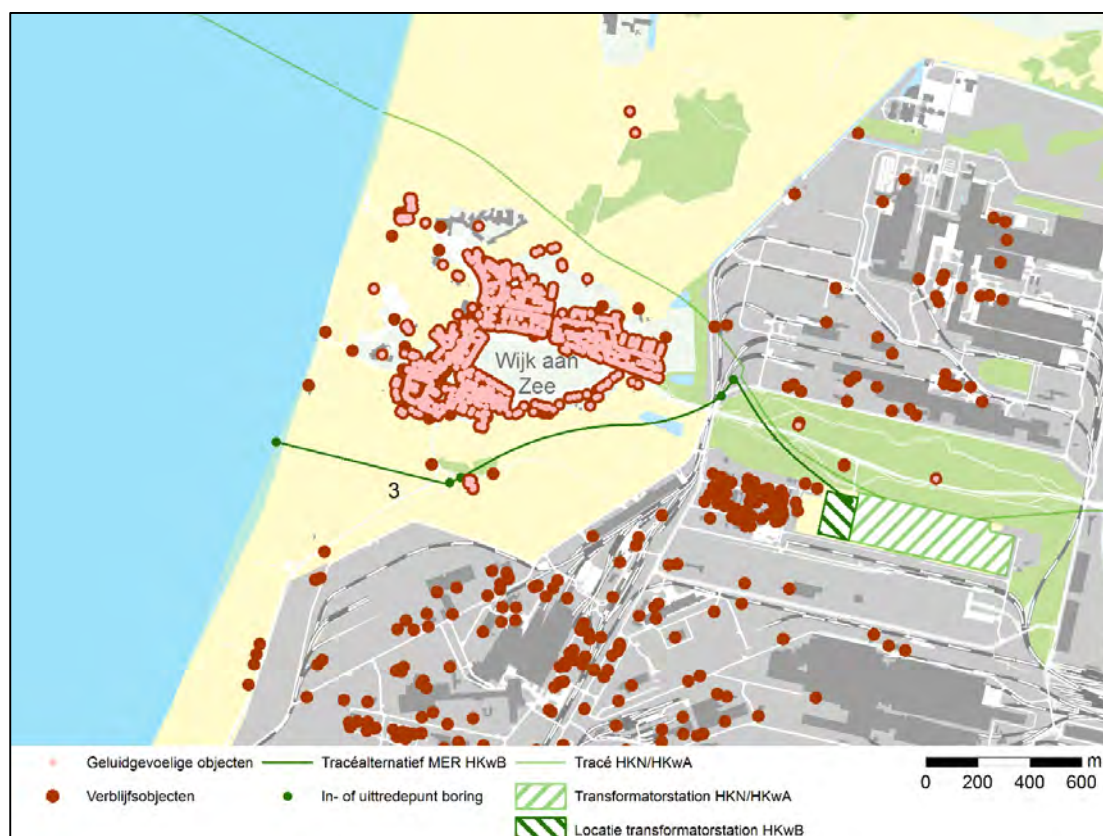 Wijk aan
Zee
3
Geluidgevoelige objecten
Tracéalternatief MER HKwB
Tracé HKN/HKwA
m
Verblijfsobjecten
In- of uittredepunt boring
Transformatorstation HKN/HKwA
0 200 400 600
Locatie transformatorstation HKwB